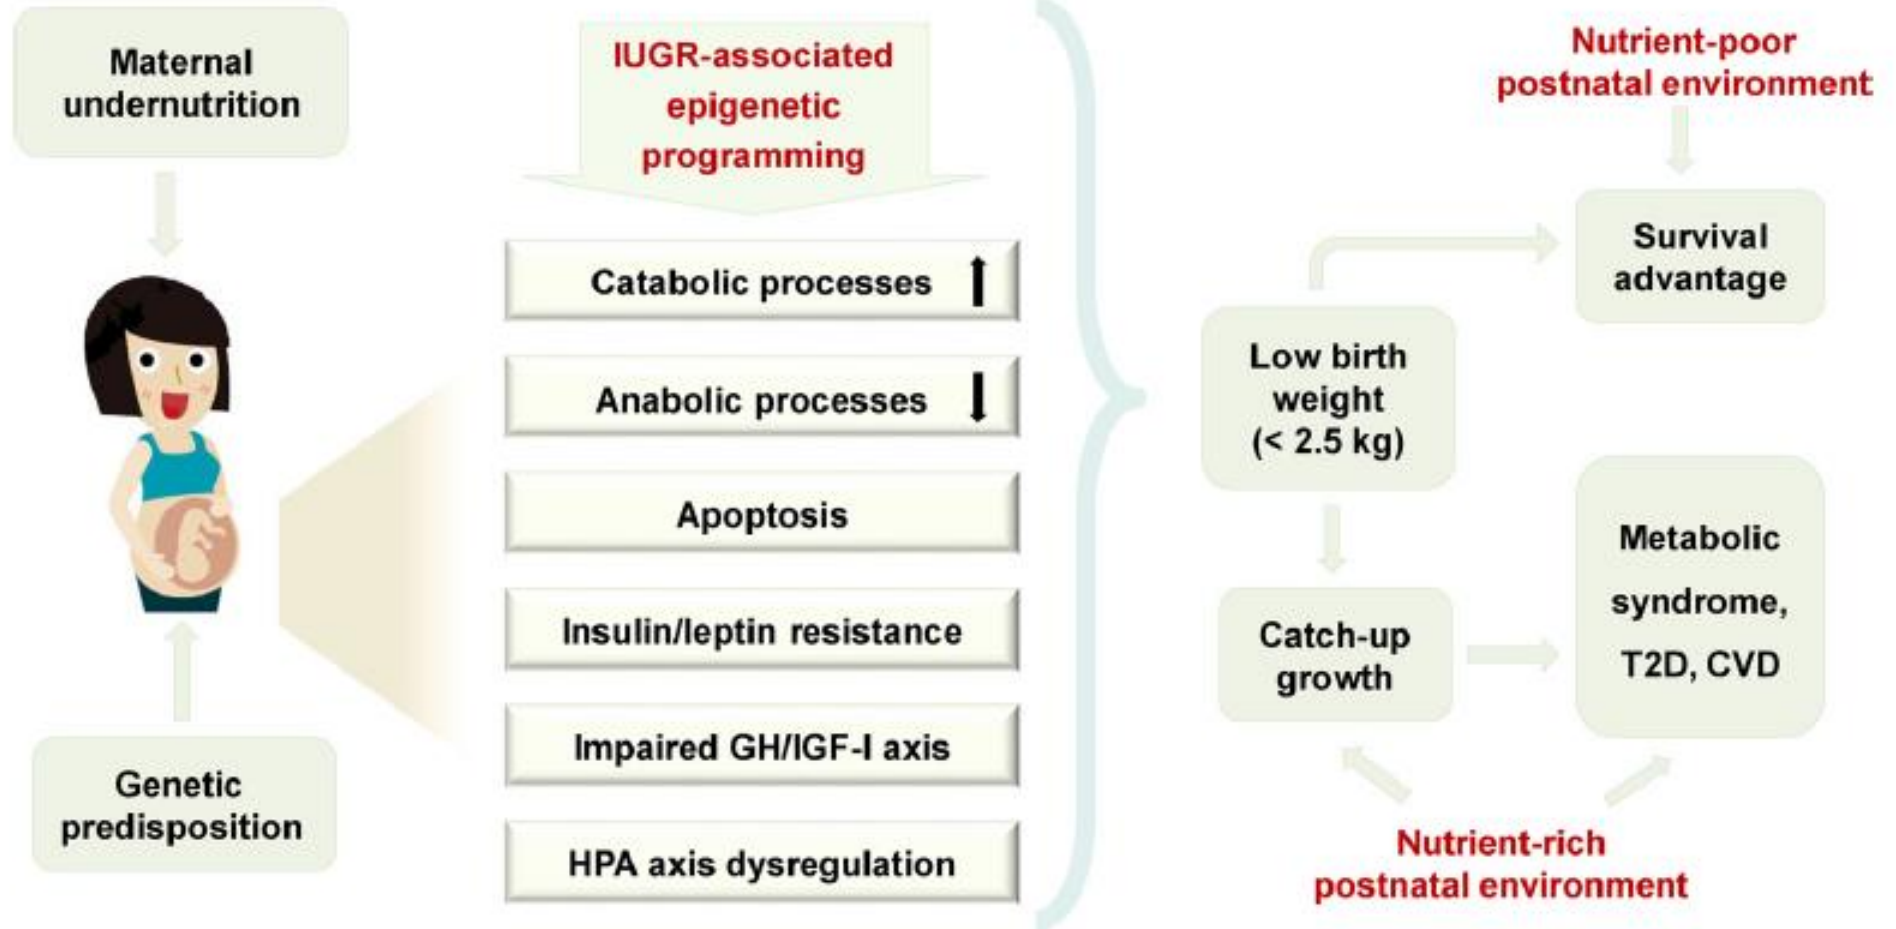 Maternal
undernutrition
Genetic
predisposition
IUGR-associated
epigenetic
programming
Catabolic processes
Anabolic processes
Apoptosis
Insulin/leptin resistance
Impaired GH/IGF-I axis
HPA axis dysregulation
Nutrient-poor
postnatal environment
Survival
advantage
Low birth
weight
(< 2.5 kg)
Catch-up
growth
Metabolic
syndrome,
T2D, CVD
Nutrient-rich
postnatal environment